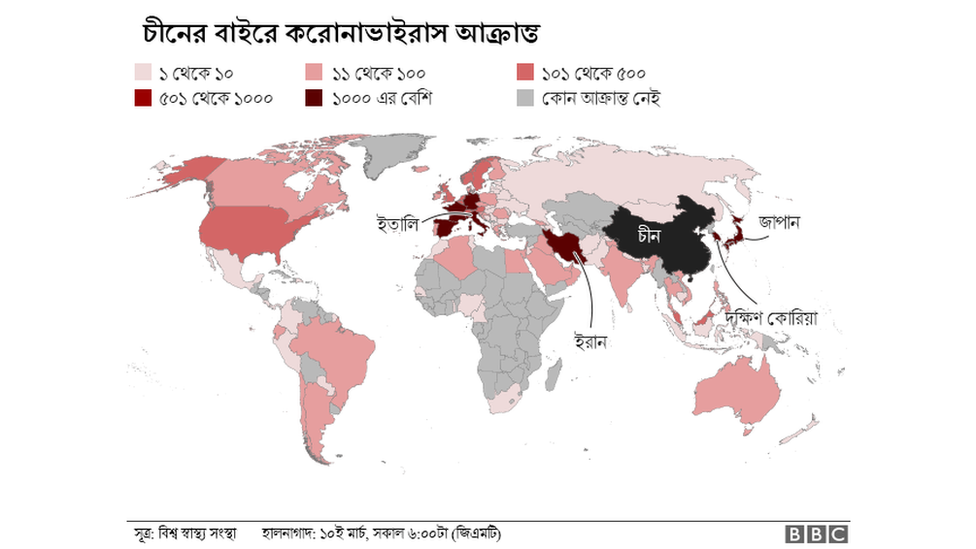 চীনের বাইরে করোনাভাইরাস আক্রান্ত
১ থেকে ১০ ১১ থেকে ১০০ ১০১ থেকে ৫০০
৫০১ থেকে ১০০০ ১০০০ এর বেশি কোন আক্রান্ত নেই
ইতালি
চীন
জাপান
দক্ষিণ কোরিয়া
ইরান
সূত্র: বিশ্ব স্বাস্থ্য সংস্থা হালনাগাদ: ১০ই মার্চ, সকাল ৬:০০টা (জিএমটি)
BBC